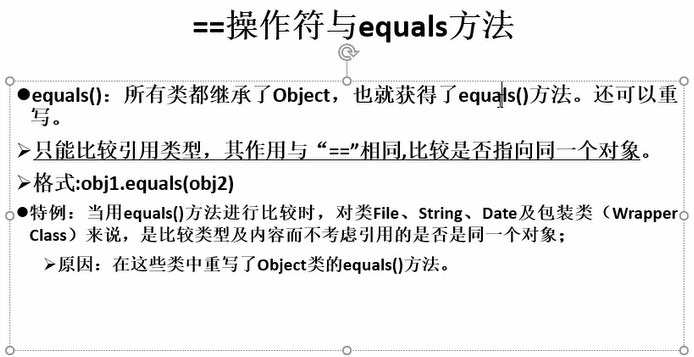 ==操作符与equals方法
●equals()：所有类都继承了Object，也就获得了equals()方法。还可以重
写。
➢只能比较引用类型，其作用与“==”相同,比较是否指向同一个对象。
➢格式:obj1.equals(obj2)
●特例：当用equals()方法进行比较时，对类File、String、Date及包装类（Wrapper
Class）来说，是比较类型及内容而不考虑引用的是否是同一个对象；
➢原因：在这些类中重写了Object类的equals()方法。